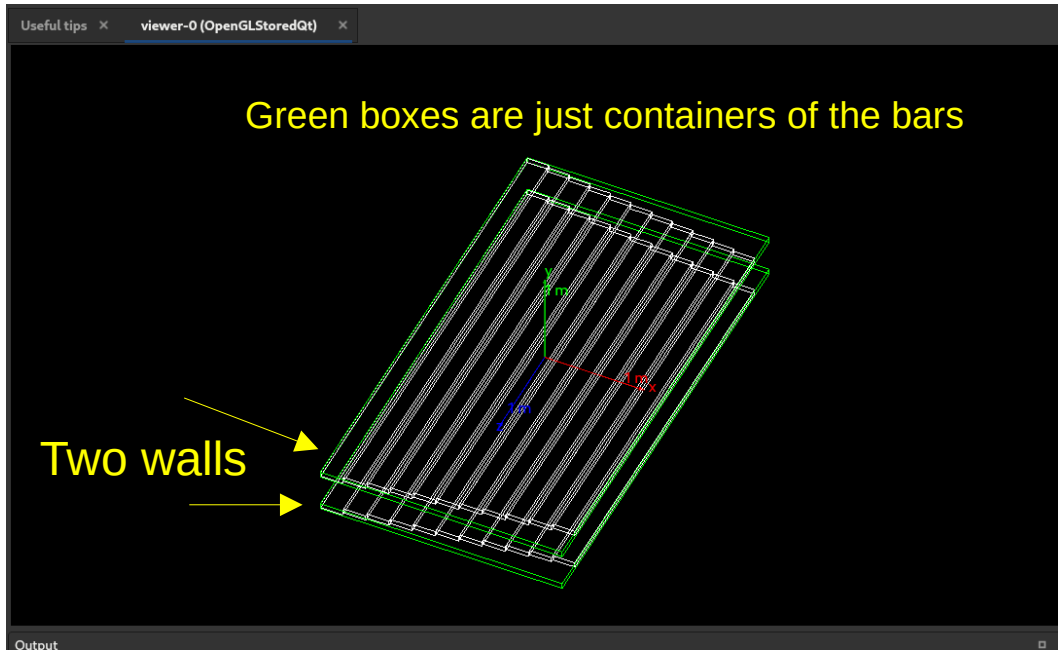 Useful tips ×
viewer-0 (OpenGLStoredQt) ×
Green boxes are just containers of the bars
y
1 m
1 m x
1 m
z
Two walls
Output